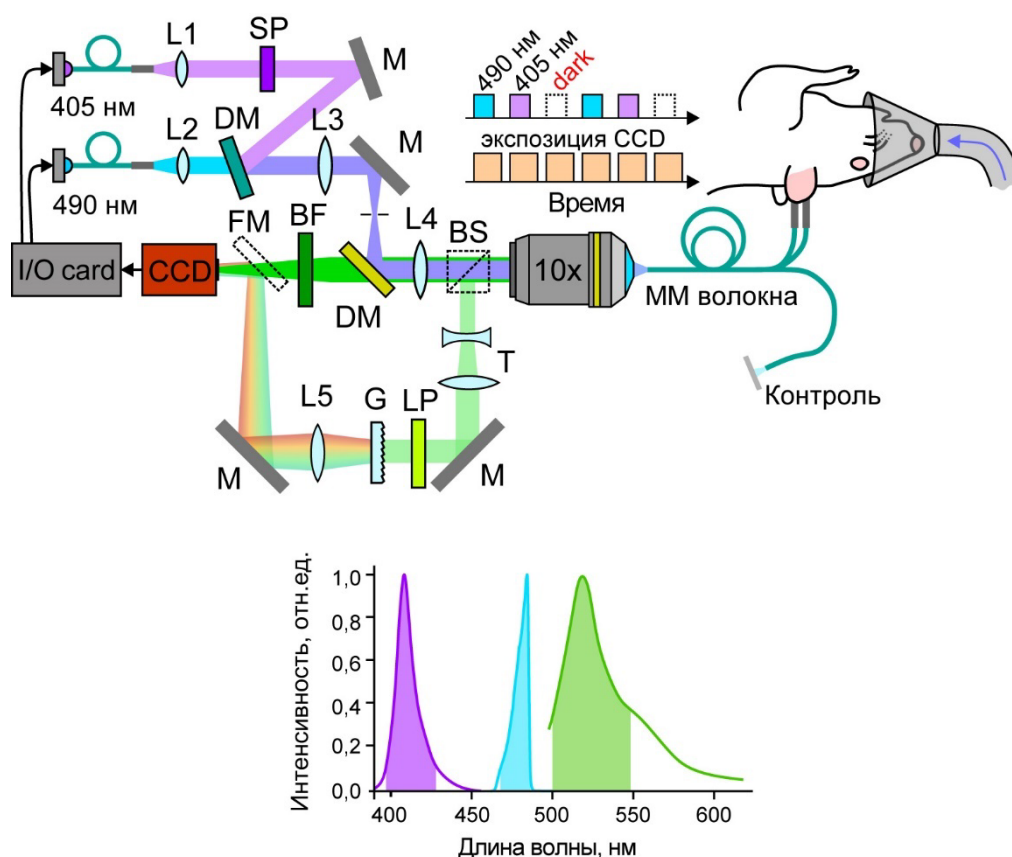 L1
SP
M
405 нм
DM
L3
M
L2
490 нм
490 нм
405 нм
dark
экспозиция CCD
Время
FM
BF
L4
BS
I/O card
CCD
DM
10x
ММ волокна
T
Контроль
L5
G
LP
M
M
Интенсивность, отн.ед.
1,0
0,8
0,6
0,4
0,2
0,0
400
450
500
550
600
Длина волны, нм